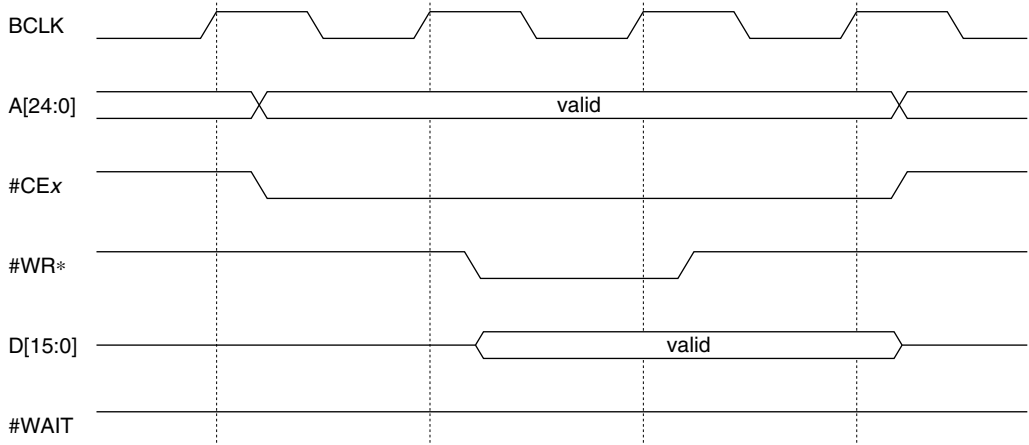 BCLK
A[24:0] valid
#CEx
#WR*
D[15:0] valid
#WAIT